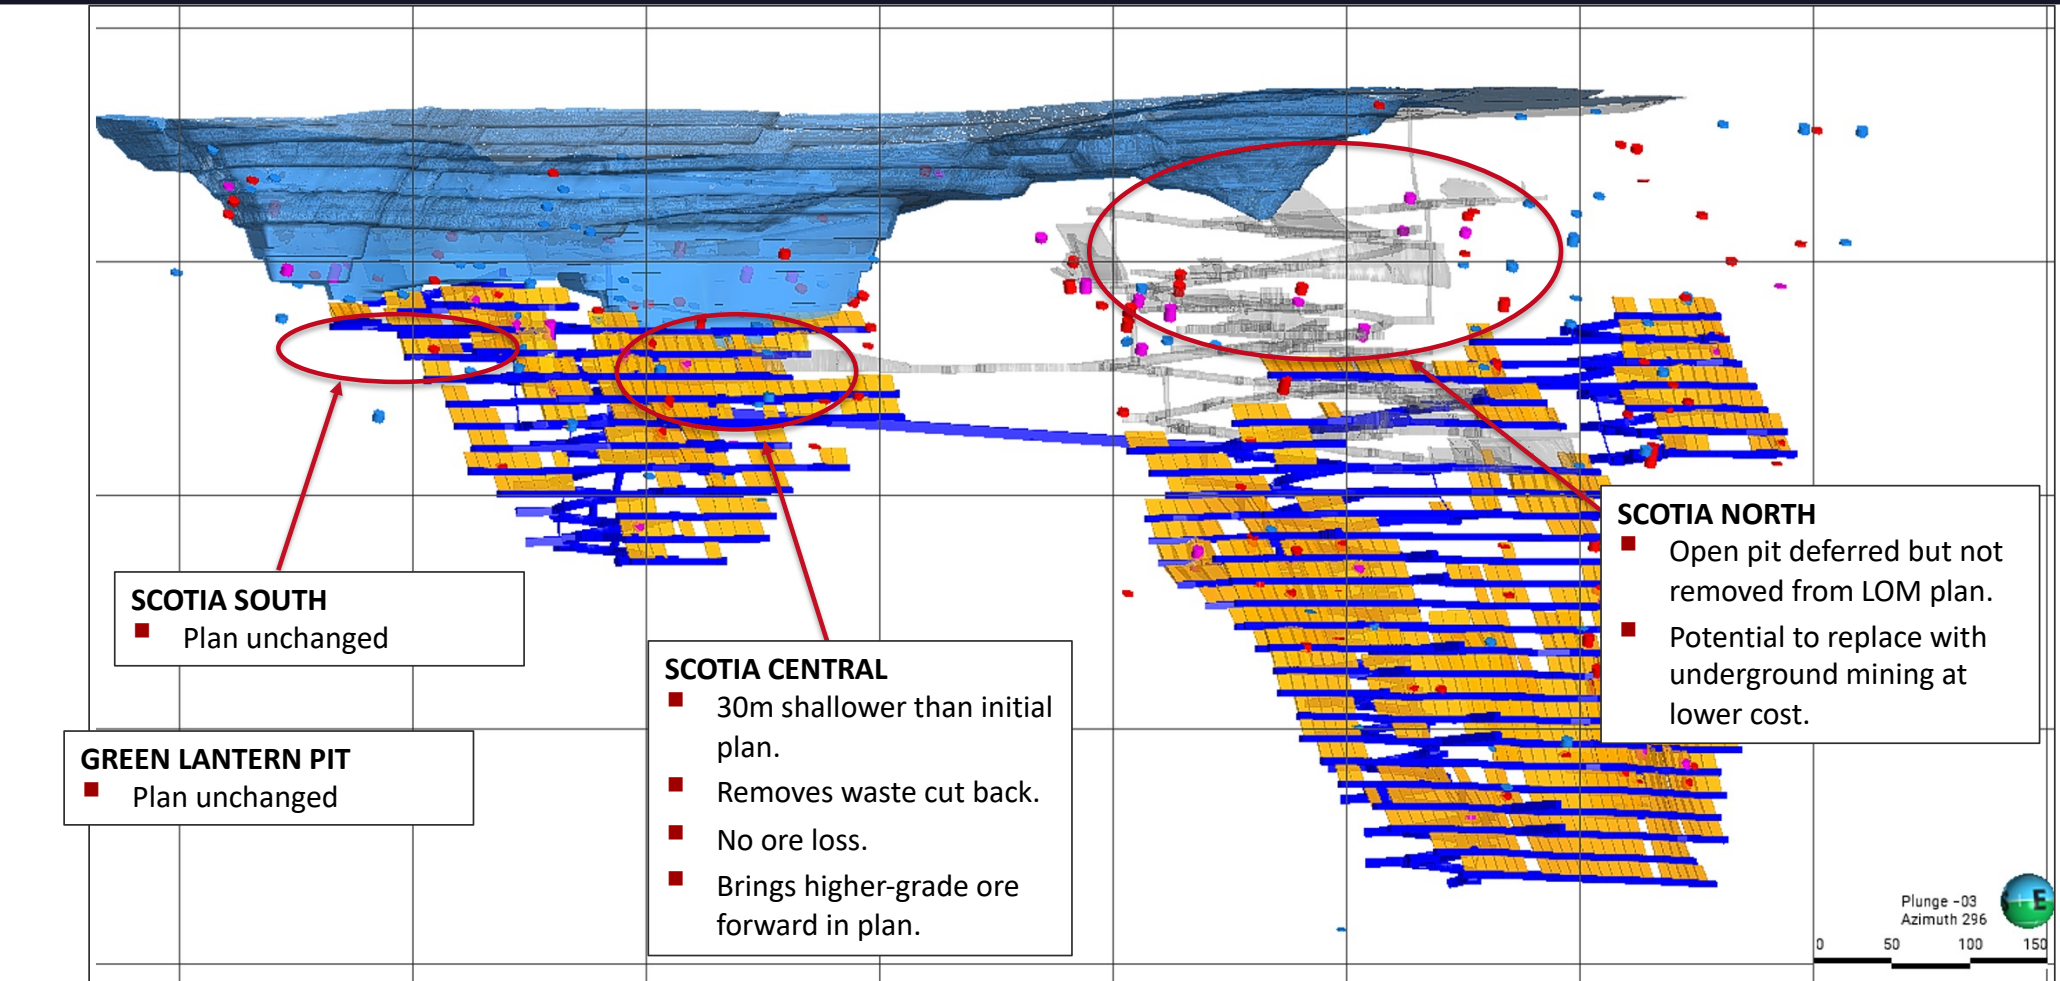 SCOTIA SOUTH
Plan unchanged
GREEN LANTERN PIT
Plan unchanged
SCOTIA CENTRAL
30m shallower than initial
plan.
Removes waste cut back.
No ore loss.
Brings higher-grade ore
forward in plan.
SCOTIA NORTH
Open pit deferred but not
removed from LOM plan.
Potential to replace with
underground mining at
lower cost.
Plunge -03
Azimuth 296
E
0 50 100 150